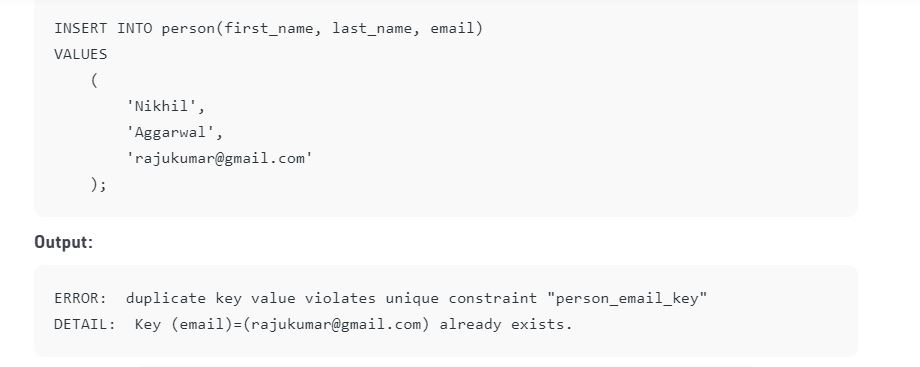 INSERT INTO person(first_name, last_name, email)
VALUES
(
'Nikhil',
'Aggarwal',
'rajukumar@gmail.com'
);
Output:
ERROR:  duplicate key value violates unique constraint "person_email_key"
DETAIL:  Key (email)=(rajukumar@gmail.com) already exists.